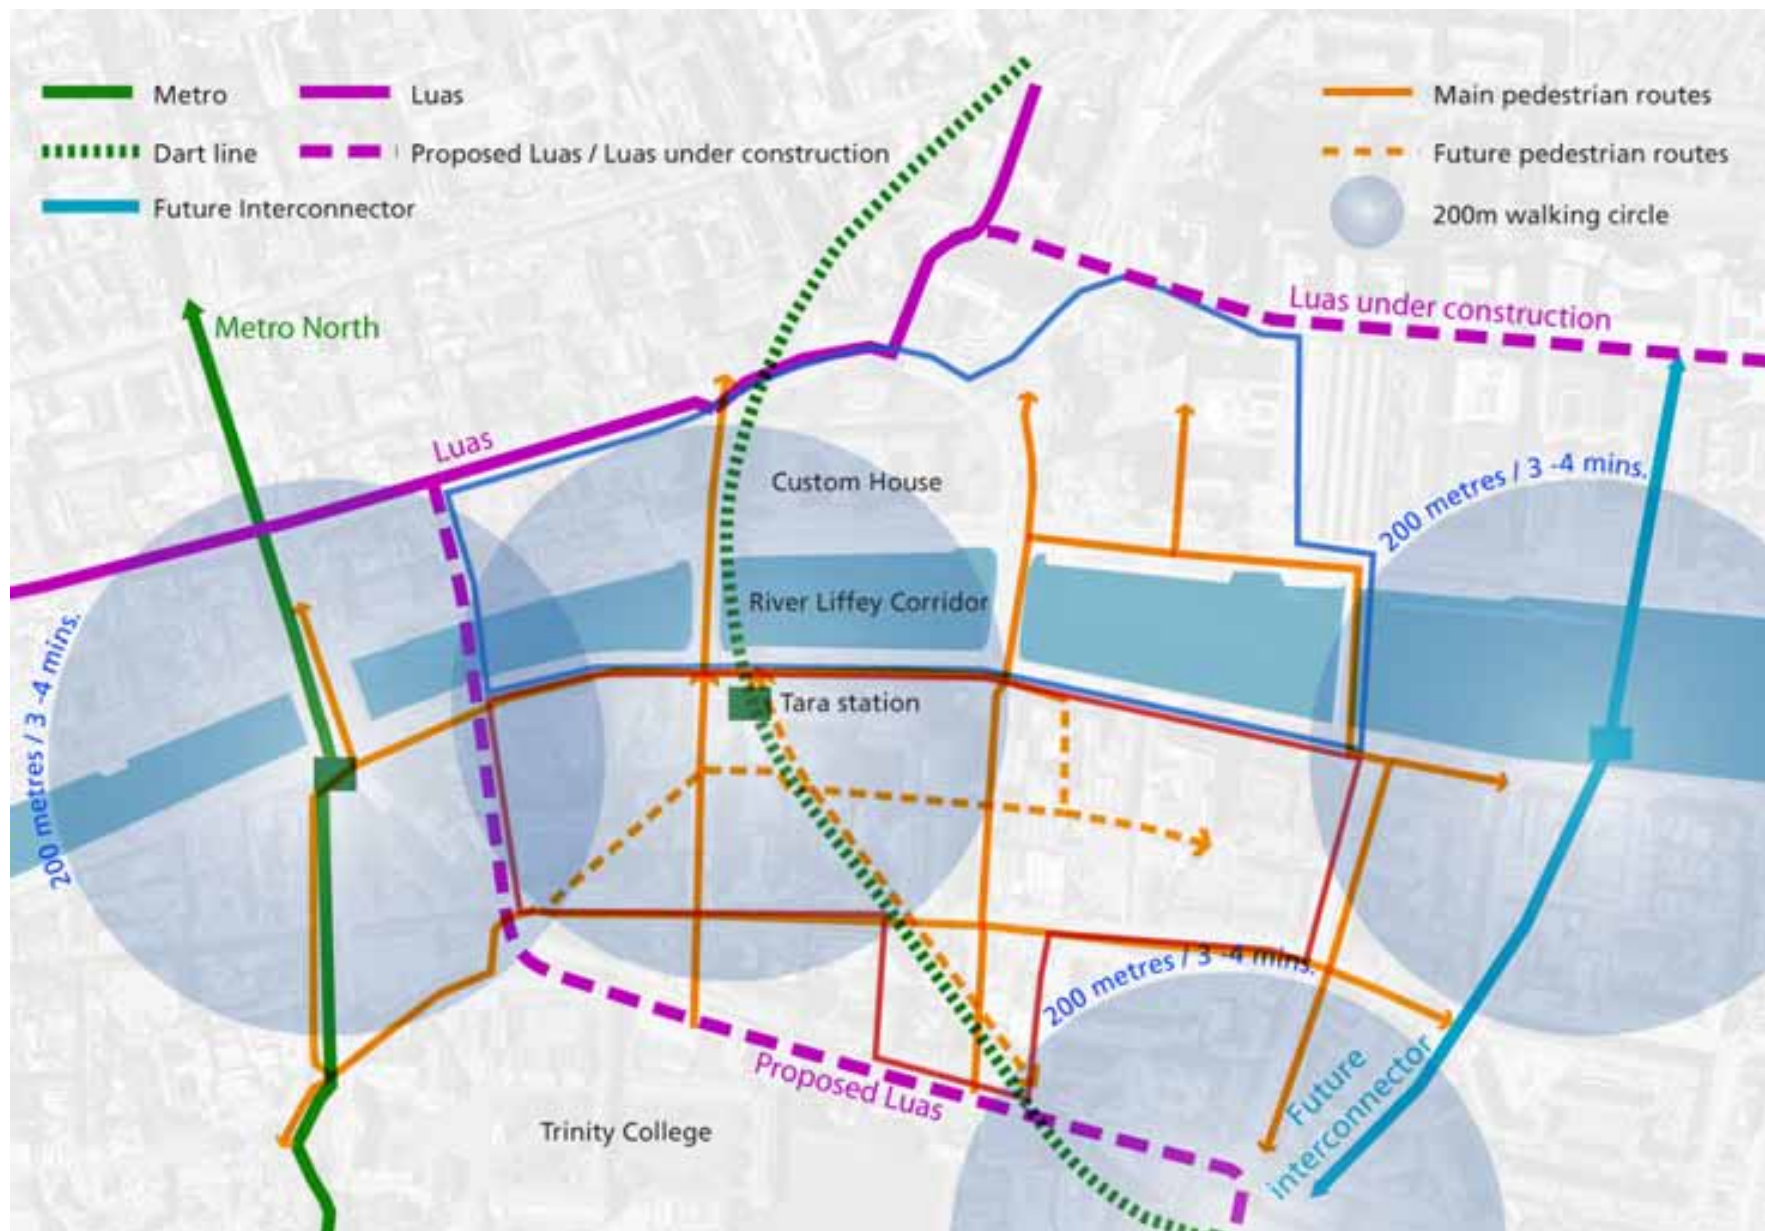 Metro
Luas
Main pedestrian routes
Dart line
Proposed Luas / Luas under construction
Future pedestrian routes
Future Interconnector
200m walking circle
Metro North
Luas under construction
Luas
Custom House
200 metres / 3 -4 mins.
River Liffey Corridor
200 metres / 3 -4 mins.
Tara station
200 metres / 3 -4 mins.
Proposed Luas
Future
interconnector
Trinity College